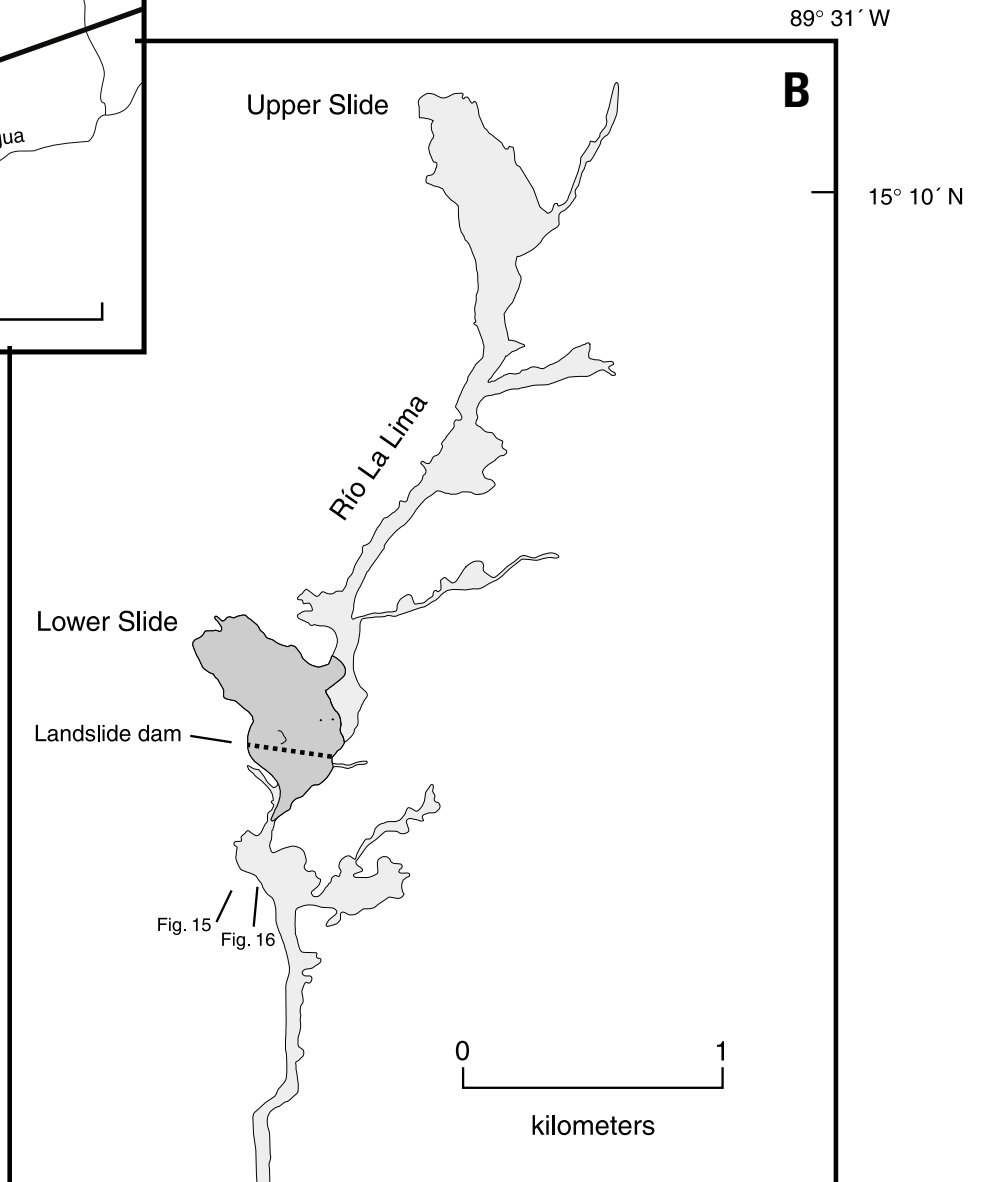 89° 31´ W
B
Upper Slide
gua
15° 10´ N
Río La Lima
Lower Slide
Landslide dam
Fig. 15
Fig. 16
0 1
kilometers